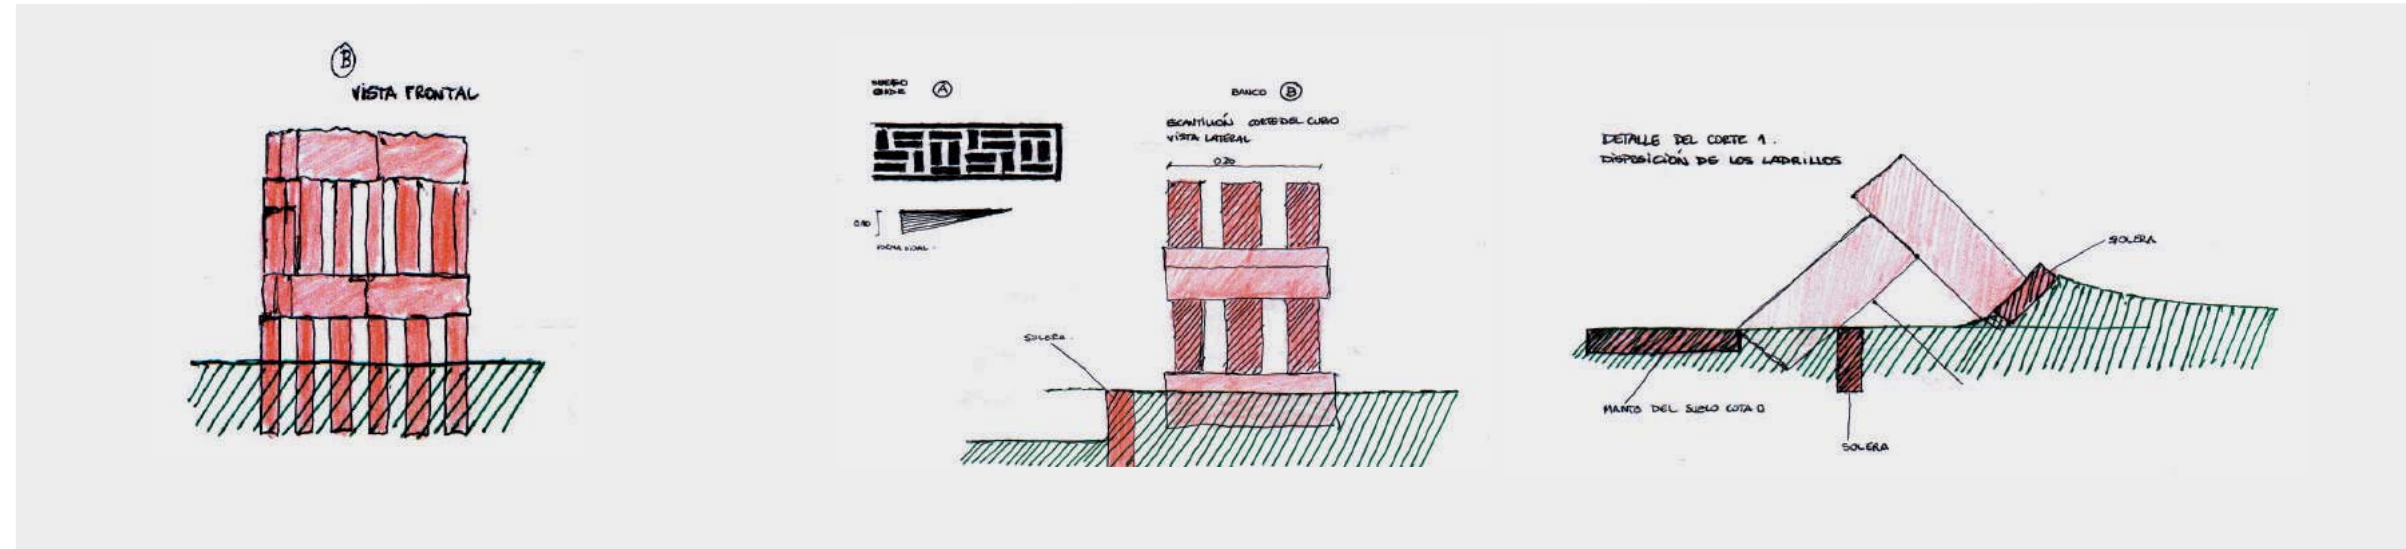 B
VISTA FRONTAL
A
BANCO B
ESCANTILLÓN CORTE DEL CUBO
VISTA LATERAL
0.20
SOLERA
DETALLE DEL CORTE 1.
DISPOSICIÓN DE LOS LADRILLOS
SOLERA
MANTO DEL SUELO COTA 0
SOLERA